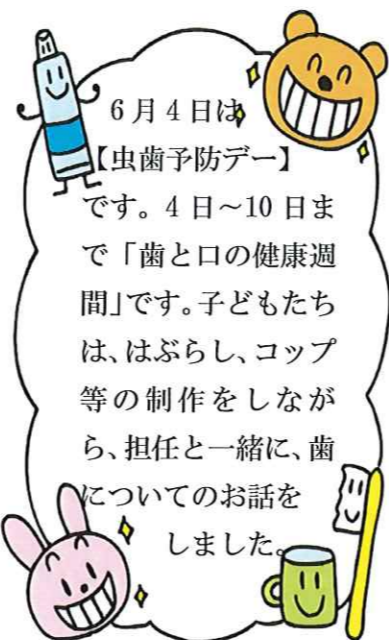 6月4日は
【虫歯予防デー】
です。4日～10日ま
で「歯と口の健康週
間」です。子どもたち
は、はぶらし、コップ
等の制作をしなが
ら、担任と一緒に、歯
についてのお話を
しました。